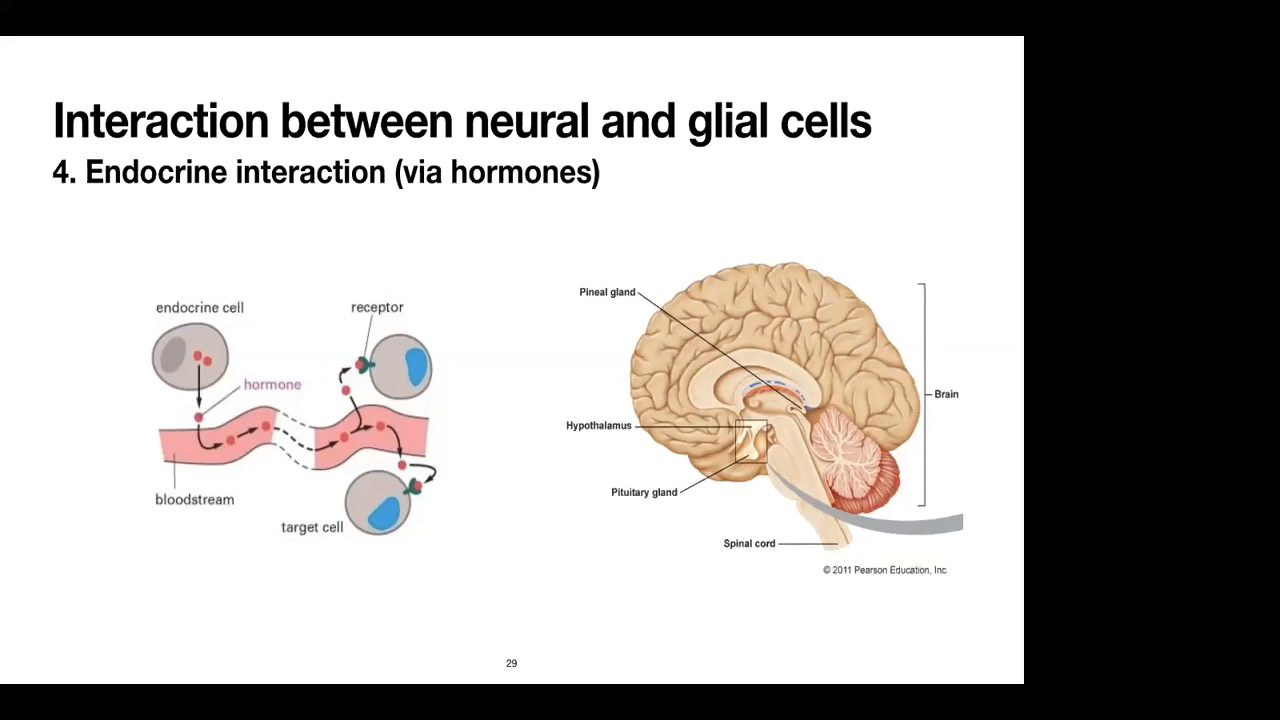 Interaction between neural and glial cells
4. Endocrine interaction (via hormones)
endocrine cell
receptor
hormone
bloodstream
target cell
Pineal gland
Hypothalamus
Pituitary gland
Spinal cord
Brain
© 2011 Pearson Education, Inc.
29